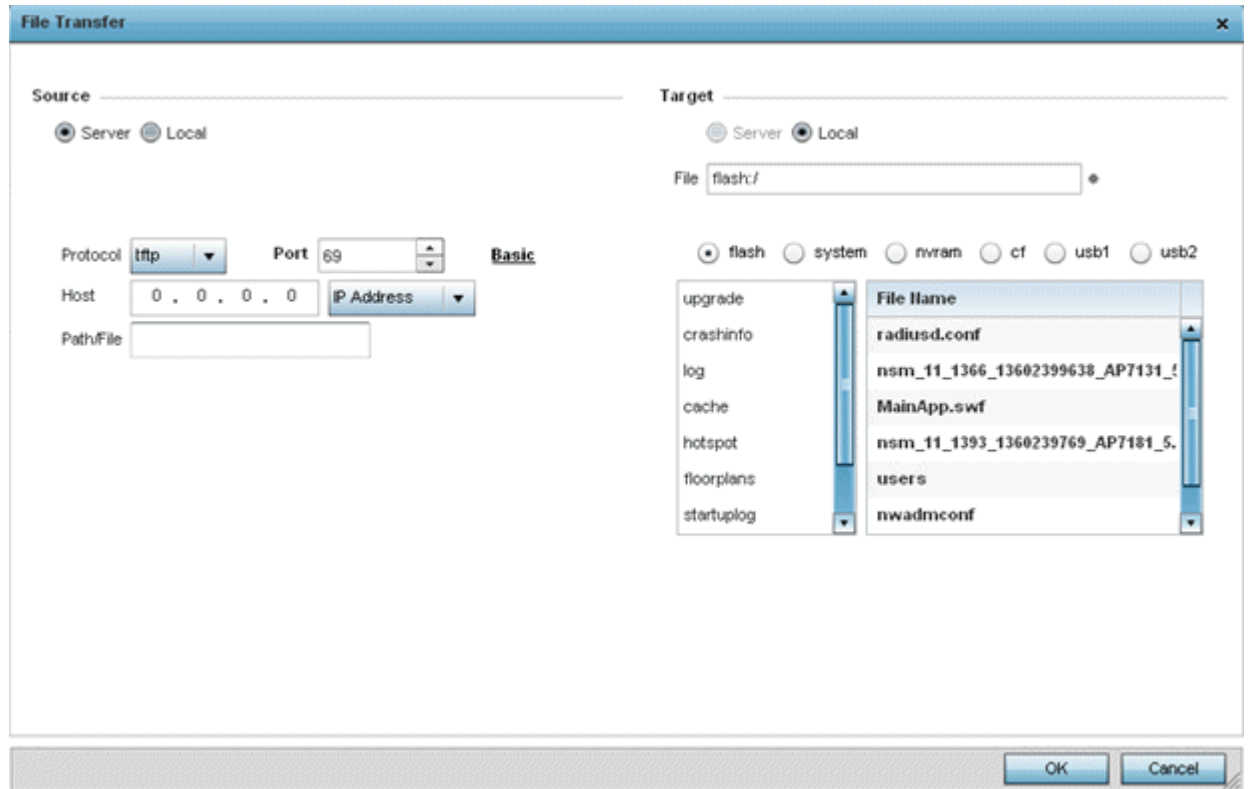 File Transfer
Source
Server Local
Protocol tftp Port 69 Basic
Host 0 . 0 . 0 . 0 IP Address
Path/File
Target
Server Local
File flash:/
flash system nvram cf usb1 usb2
upgrade
crashinfo
log
cache
hotspot
floorplans
startuplog
File Name
radiusd.conf
nsm_11_1366_13602399638_AP7131_5
MainApp.swf
nsm_11_1393_1360239769_AP7181_5.
users
nwadmconf
OK Cancel